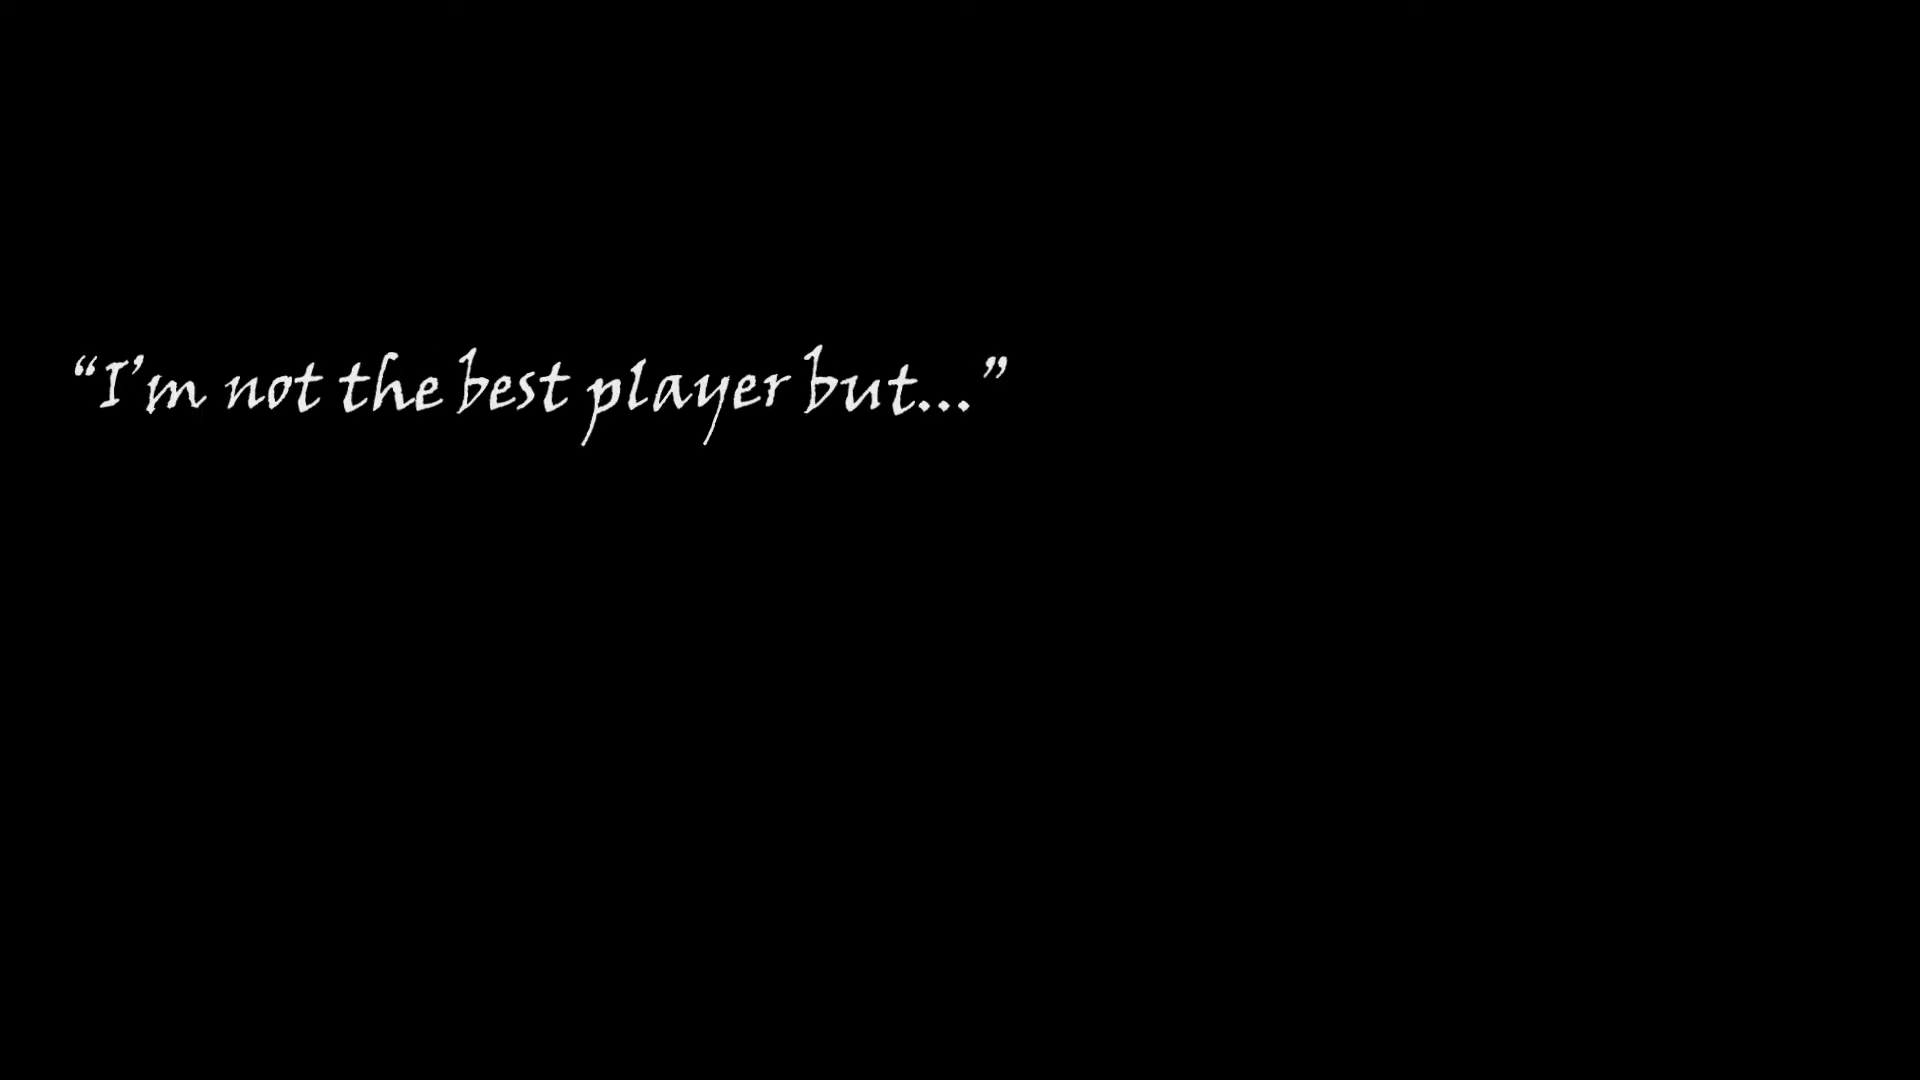 “I’m not the best player but...”